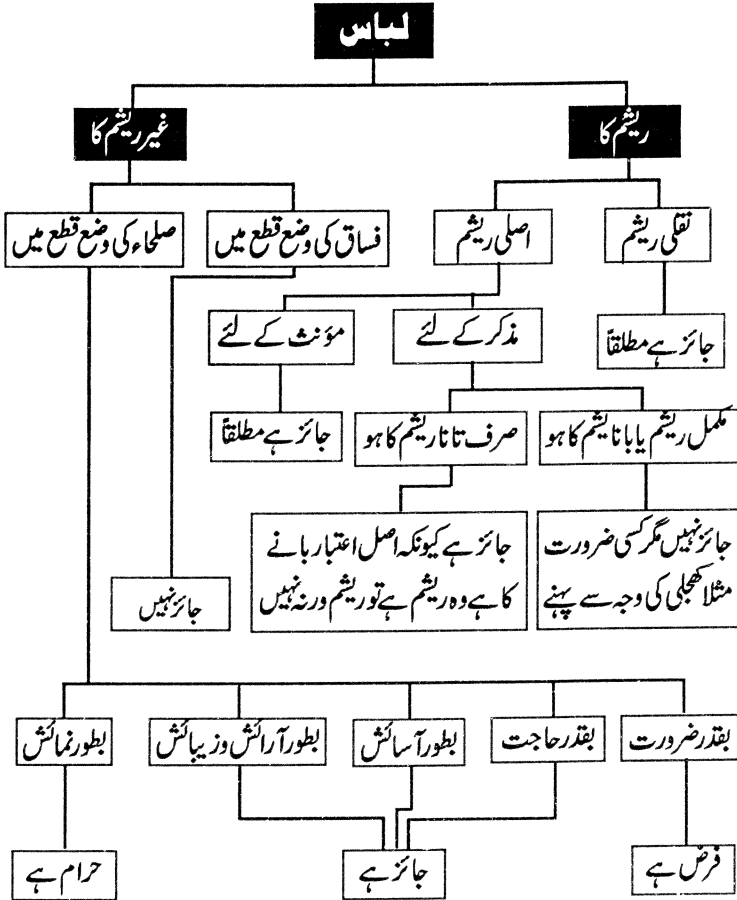 لباس
ریشم کا
غیر ریشم کا
نقلی ریشم
اصلی ریشم
فساق کی وضع قطع میں
صلحاء کی وضع قطع میں
جائز ہے مطلقاً
مذکر کے لئے
مؤنث کے لئے
مکمل ریشم یا بانا یشم کا ہو
صرف تانا ریشم کا ہو
جائز ہے مطلقاً
جائز نہیں مگر کسی ضرورت
مثلا کھجلی کی وجہ سے پہنے
جائز ہے کیونکہ اصل اعتبار بانے
کا ہے وہ ریشم ہے تو ریشم ورنہ نہیں
جائز نہیں
بقدر ضرورت
بقدر حاجت
بطور آسائش
بطور آرائش وزیبائش
بطور نمائش
فرض ہے
جائز ہے
حرام ہے